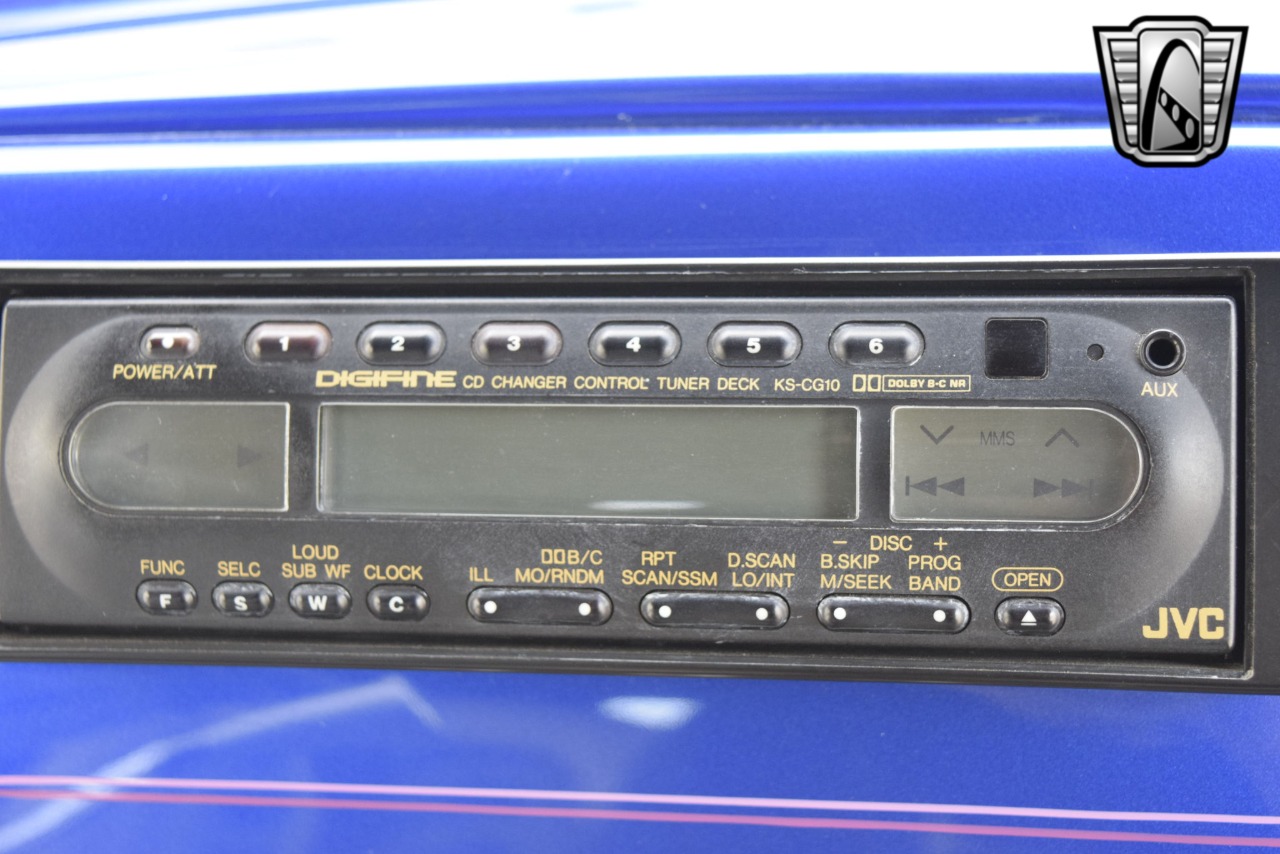 1 2 3 4 5 6
POWER/ATT
DIGIFINE CD CHANGER CONTROL TUNER DECK KS-CG10 DOLBY B-C NR
AUX
MMS
FUNC SELC LOUD SUB WF CLOCK
ILL B/C MO/RNDM
RPT SCAN/SSM D.SCAN LO/INT
– DISC +
B.SKIP PROG
M/SEEK BAND
OPEN
F S W C
JVC